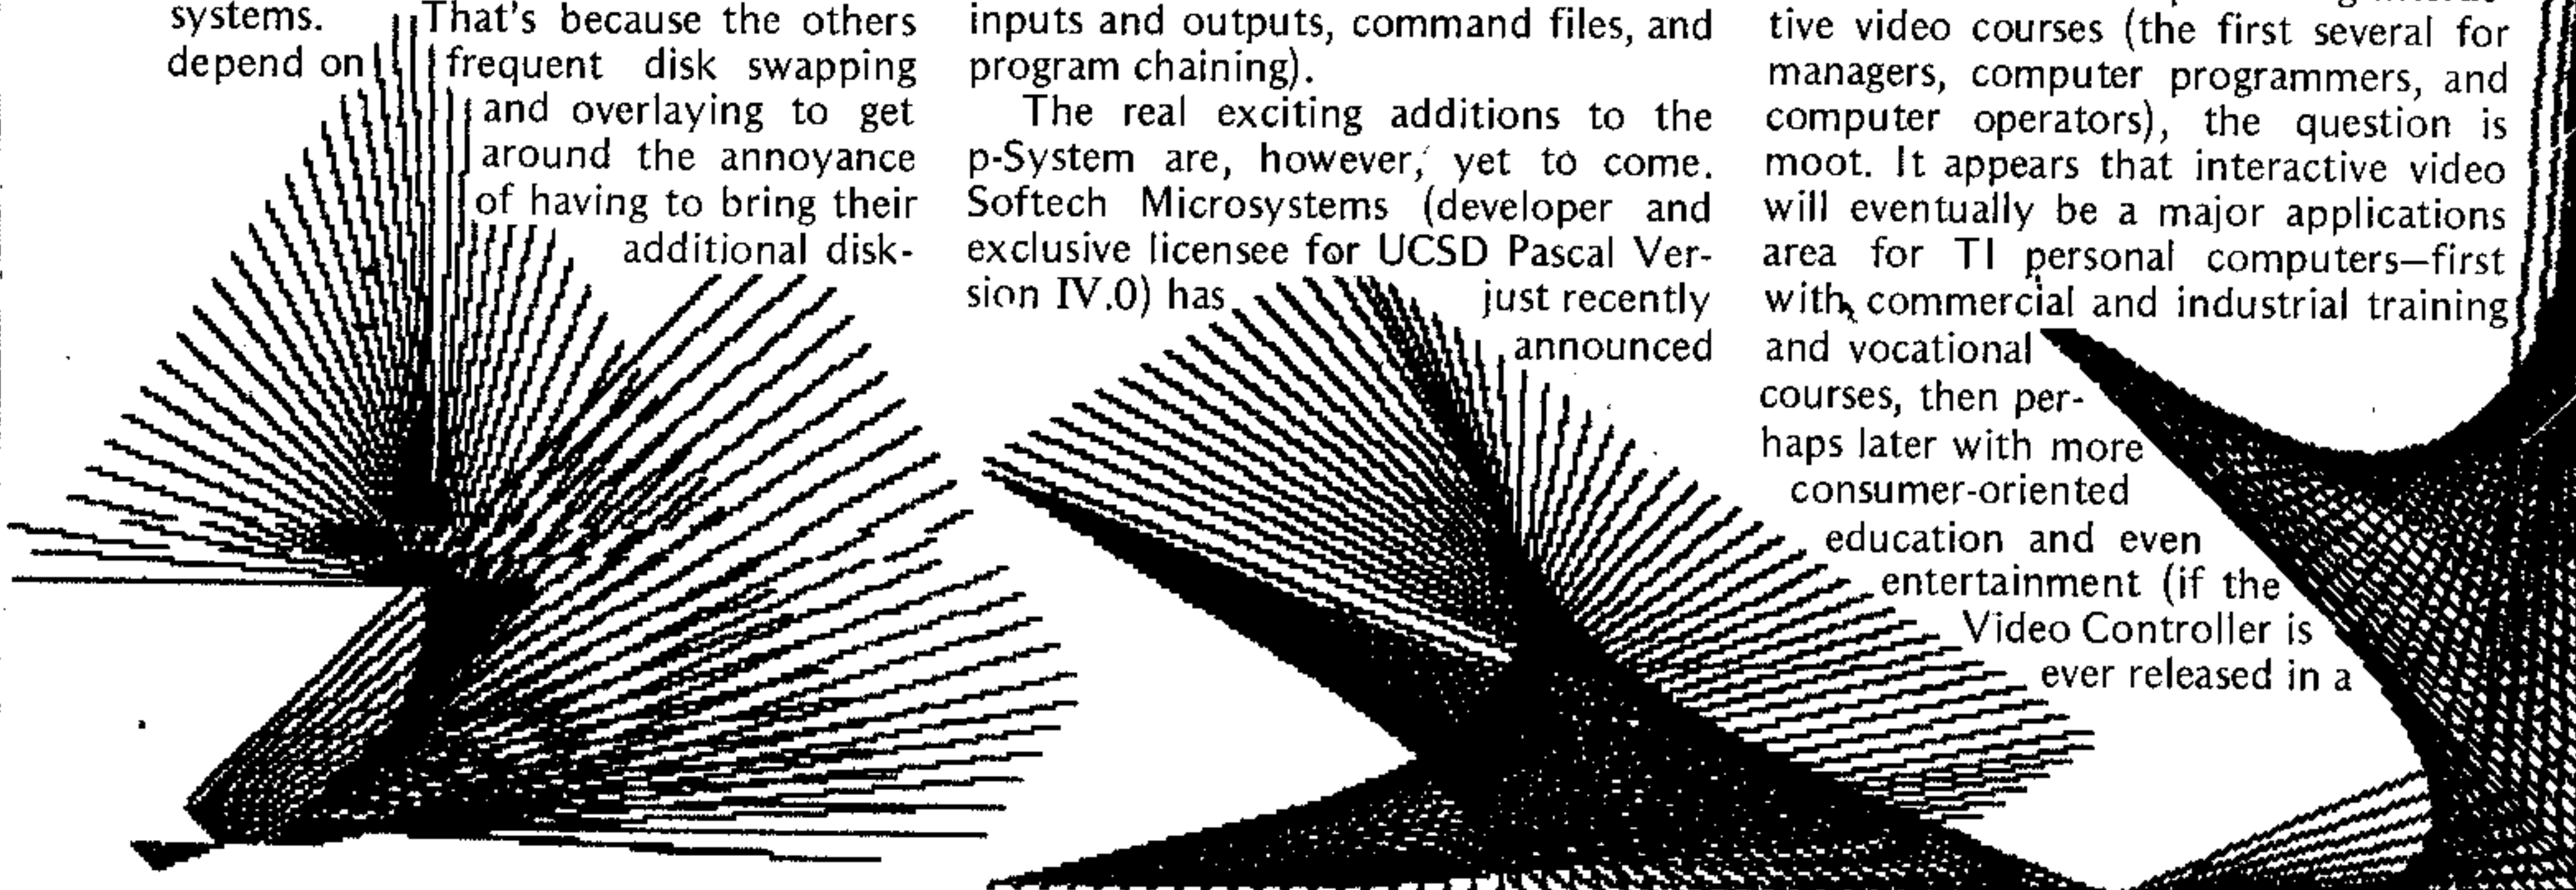 systems. That's because the others
depend on frequent disk swapping
and overlaying to get
around the annoyance
of having to bring their
additional disk-
inputs and outputs, command files, and
program chaining).
The real exciting additions to the
p-System are, however, yet to come.
Softech Microsystems (developer and
exclusive licensee for UCSD Pascal Ver-
sion IV.0) has just recently
announced
tive video courses (the first several for
managers, computer programmers, and
computer operators), the question is
moot. It appears that interactive video
will eventually be a major applications
area for TI personal computers—first
with commercial and industrial training
and vocational
courses, then per-
haps later with more
consumer-oriented
education and even
entertainment (if the
Video Controller is
ever released in a